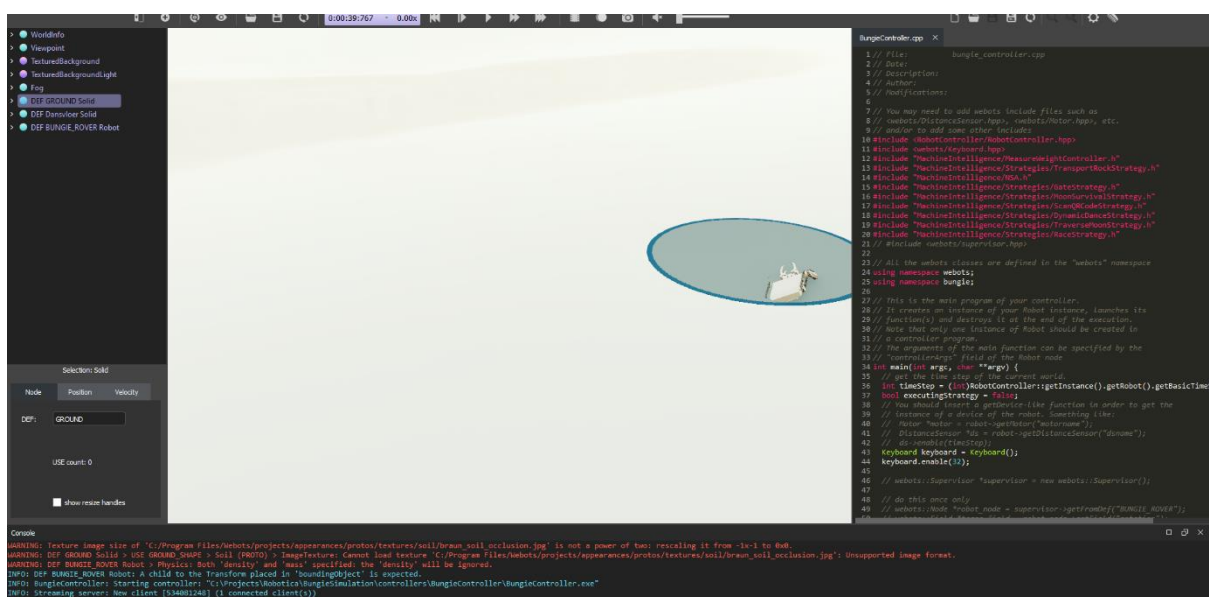 0:00:39:767 - 0.00x
WorldInfo
Viewpoint
TexturedBackground
TexturedBackgroundLight
Fog
DEF GROUND Solid
DEF Dansvloer Solid
DEF BUNGIE_ROVER Robot
Selection: Solid
Node Position Velocity
DEF: GROUND
USE count: 0
show resize handles
BungieController.cpp
1 // File: bungie_controller.cpp
2 // Date:
3 // Description:
4 // Author:
5 // Modifications:
6
7 // You may need to add webots include files such as
8 // <webots/DistanceSensor.hpp>, <webots/Motor.hpp>, etc.
9 // and/or to add some other includes
10 #include <RobotController/RobotController.hpp>
11 #include <webots/Keyboard.hpp>
12 #include "MachineIntelligence/MeasureWeightController.h"
13 #include "MachineIntelligence/Strategies/TransportRockStrategy.h"
14 #include "MachineIntelligence/NSA.h"
15 #include "MachineIntelligence/Strategies/GateStrategy.h"
16 #include "MachineIntelligence/Strategies/MoonSurvivalStrategy.h"
17 #include "MachineIntelligence/Strategies/ScanQRCodeStrategy.h"
18 #include "MachineIntelligence/Strategies/DynamicDanceStrategy.h"
19 #include "MachineIntelligence/Strategies/TraverseMoonStrategy.h"
20 #include "MachineIntelligence/Strategies/RaceStrategy.h"
21 // #include <webots/supervisor.hpp>
22
23 // All the webots classes are defined in the "webots" namespace
24 using namespace webots;
25 using namespace bungie;
26
27 // This is the main program of your controller.
28 // It creates an instance of your Robot instance, launches its
29 // function(s) and destroys it at the end of the execution.
30 // Note that only one instance of Robot should be created in
31 // a controller program.
32 // The arguments of the main function can be specified by the
33 // "controllerArgs" field of the Robot node
34 int main(int argc, char **argv) {
35 // get the time step of the current world.
36 int timeStep = (int)RobotController::getInstance().getRobot().getBasicTime
37 bool executingStrategy = false;
38 // You should insert a getDevice-like function in order to get the
39 // instance of a device of the robot. Something like:
40 // Motor *motor = robot->getMotor("motorname");
41 // DistanceSensor *ds = robot->getDistanceSensor("dsname");
42 // ds->enable(timeStep);
43 Keyboard keyboard = Keyboard();
44 keyboard.enable(32);
45
46 // webots::Supervisor *supervisor = new webots::Supervisor();
47
48 // do this once only
49 // webots::Node *robot_node = supervisor->getFromDef("BUNGIE_ROVER");
Console
WARNING: Texture image size of 'C:/Program Files/Webots/projects/appearances/protos/textures/soil/braun_soil_occlusion.jpg' is not a power of two: rescaling it from -1x-1 to 0x0.
WARNING: DEF GROUND Solid > USE GROUND_SHAPE > Soil (PROTO) > ImageTexture: Cannot load texture 'C:/Program Files/Webots/projects/appearances/protos/textures/soil/braun_soil_occlusion.jpg': Unsupported image format.
WARNING: DEF BUNGIE_ROVER Robot > Physics: Both 'density' and 'mass' specified: the 'density' will be ignored.
INFO: DEF BUNGIE_ROVER Robot: A child to the Transform placed in 'boundingObject' is expected.
INFO: BungieController: Starting controller: "C:\Projects\Robotica\BungieSimulation\controllers\BungieController\BungieController.exe"
INFO: Streaming server: New client [534081248] (1 connected client(s))